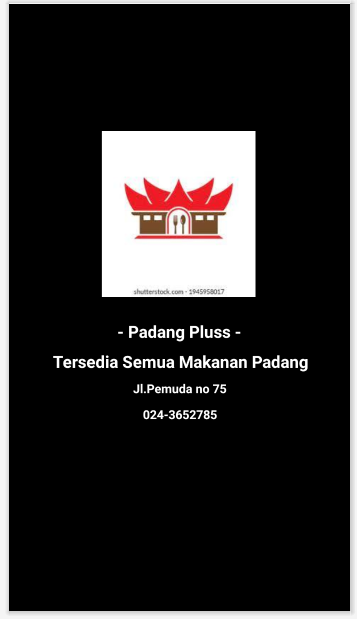 shutterstock.com - 1945958017
- Padang Pluss -
Tersedia Semua Makanan Padang
Jl.Pemuda no 75
024-3652785